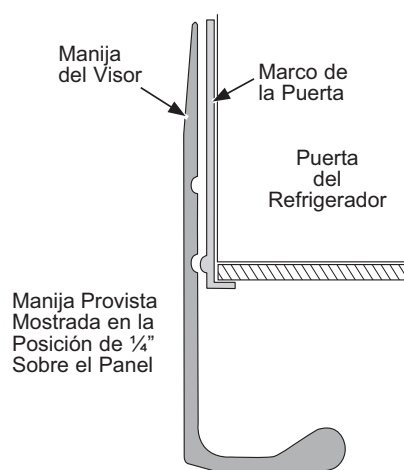 Manija
del Visor
Marco de
la Puerta
Puerta
del
Refrigerador
Manija Provista
Mostrada en la
Posición de ¼”
Sobre el Panel